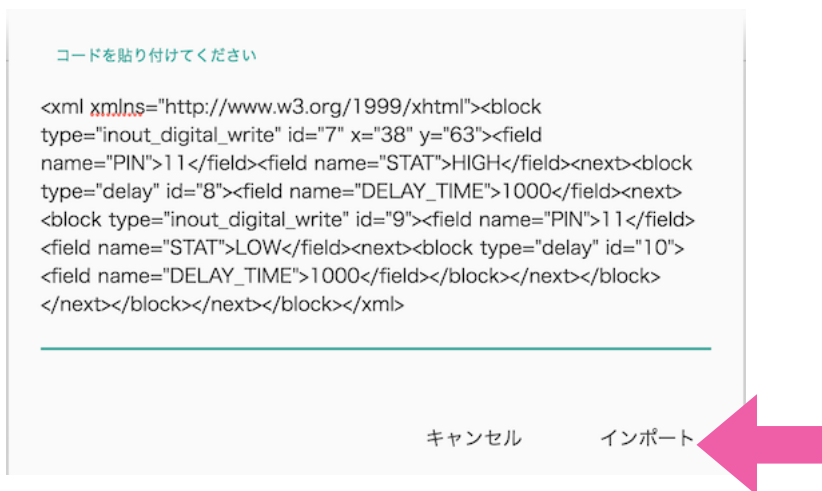 コードを貼り付けてください
<xml xmlns="http://www.w3.org/1999/xhtml"><block
type="inout_digital_write" id="7" x="38" y="63"><field
name="PIN">11</field><field name="STAT">HIGH</field><next><block
type="delay" id="8"><field name="DELAY_TIME">1000</field><next>
<block type="inout_digital_write" id="9"><field name="PIN">11</field>
<field name="STAT">LOW</field><next><block type="delay" id="10">
<field name="DELAY_TIME">1000</field></block></next></block>
</next></block></next></block></xml>
キャンセル インポート